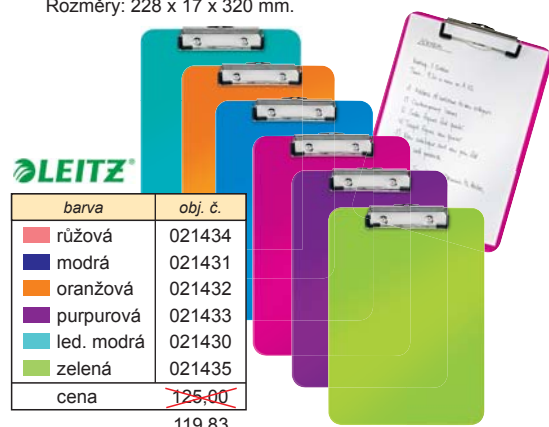 Rozměry: 228 x 17 x 320 mm.
LEITZ®
barva obj. č.
růžová 021434
modrá 021431
oranžová 021432
purpurová 021433
led. modrá 021430
zelená 021435
cena 125,00
119,83